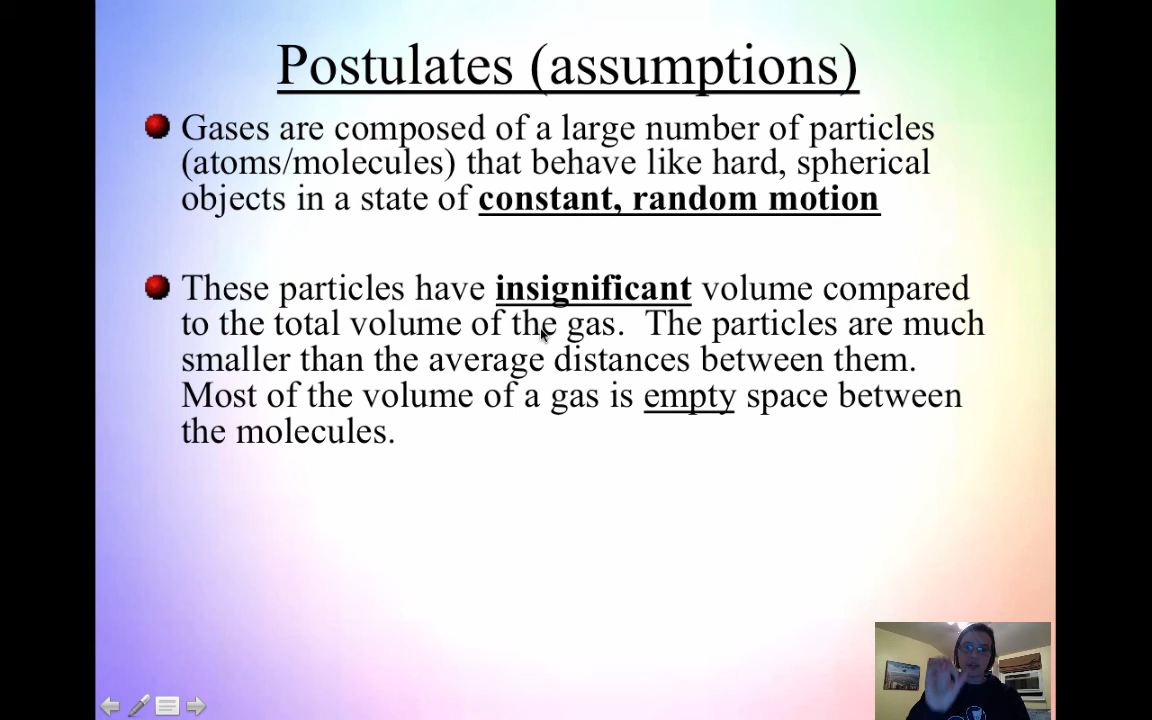 Postulates (assumptions)
Gases are composed of a large number of particles
(atoms/molecules) that behave like hard, spherical
objects in a state of constant, random motion
These particles have insignificant volume compared
to the total volume of the gas.  The particles are much
smaller than the average distances between them.
Most of the volume of a gas is empty space between
the molecules.